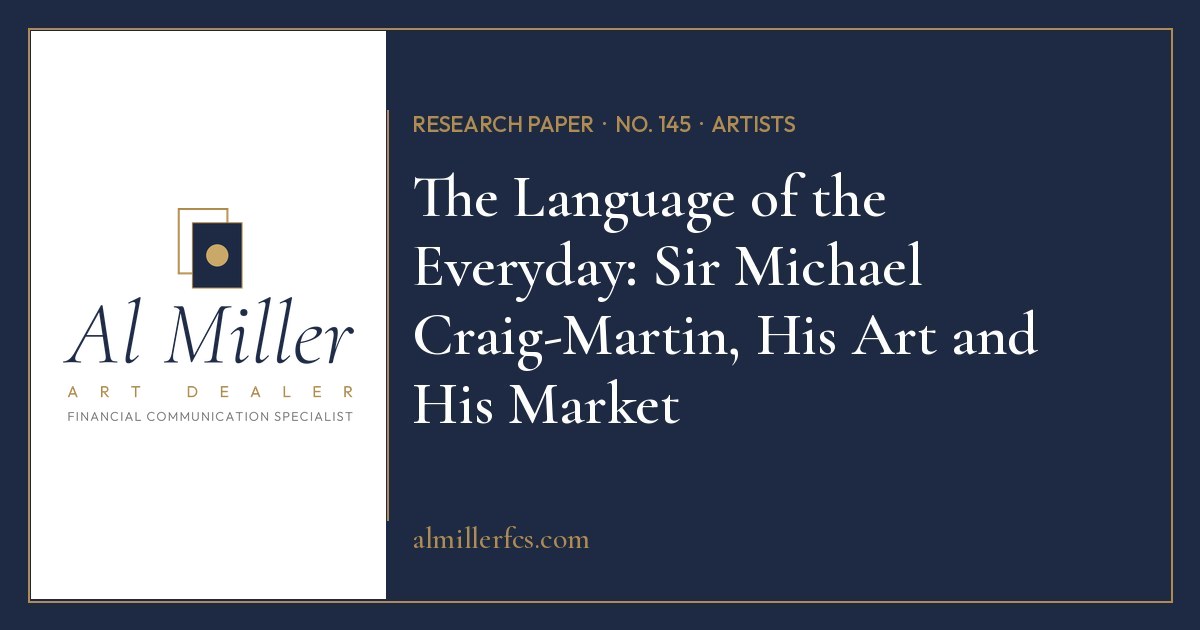 Al Miller
ART DEALER
FINANCIAL COMMUNICATION SPECIALIST
RESEARCH PAPER · NO. 145 · ARTISTS
The Language of the
Everyday: Sir Michael
Craig-Martin, His Art and
His Market
almillerfcs.com